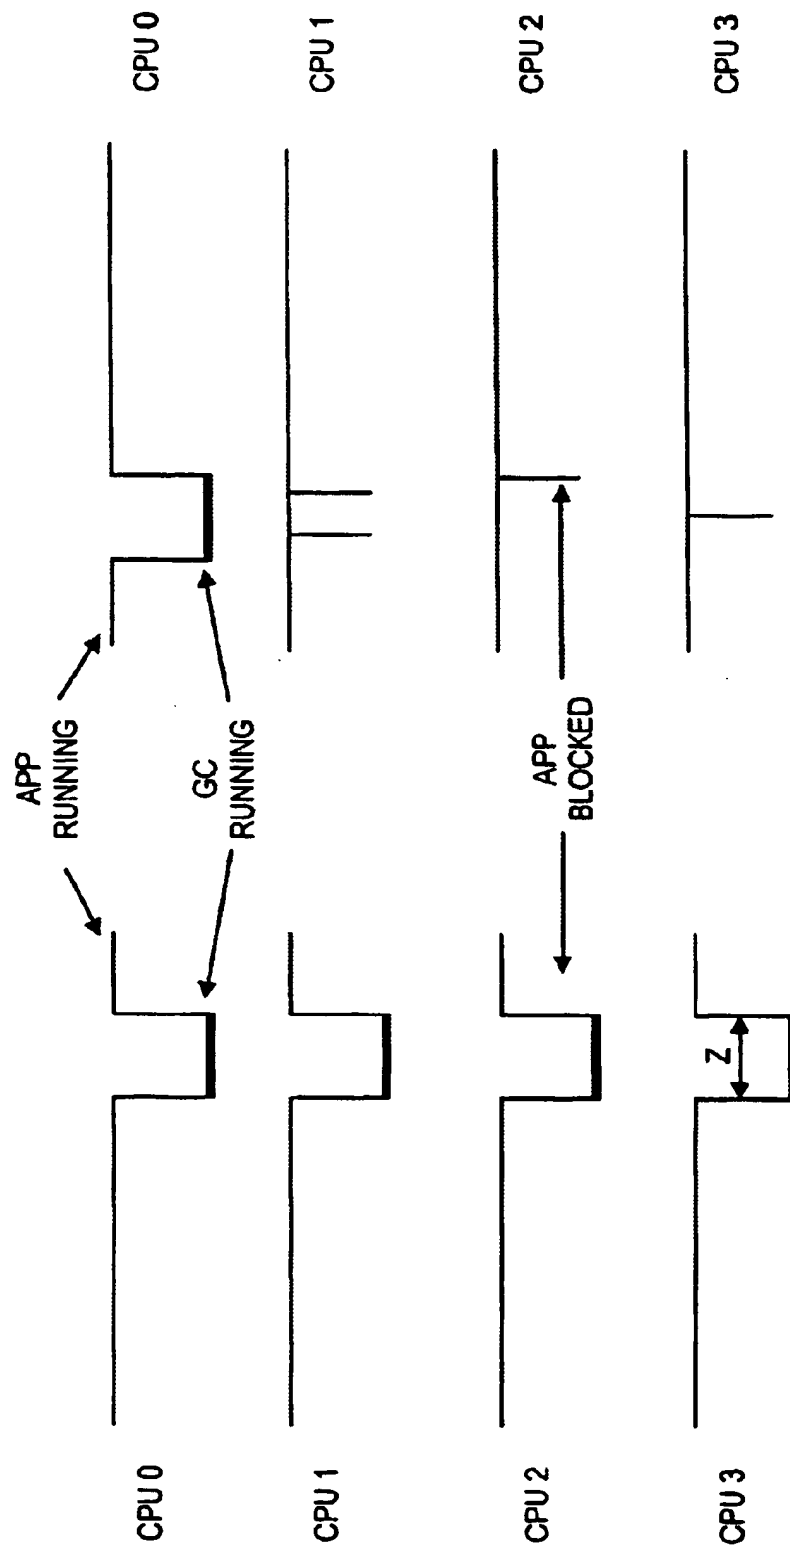 CPU 0
CPU 0
CPU 1
CPU 1
CPU 2
CPU 2
CPU 3
CPU 3
APP
RUNNING
GC
RUNNING
APP
BLOCKED
Z